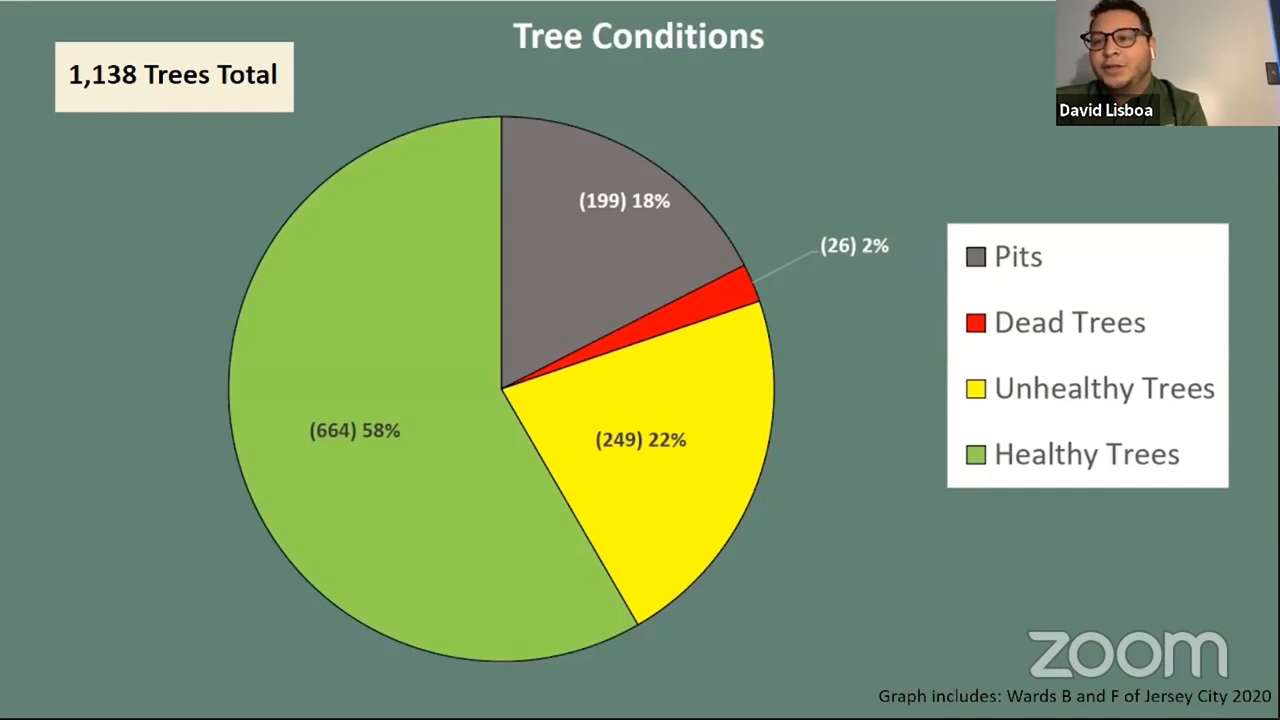 Tree Conditions
1,138 Trees Total
David Lisboa
(199) 18%
(26) 2%
(664) 58%
(249) 22%
Pits
Dead Trees
Unhealthy Trees
Healthy Trees
zoom
Graph includes: Wards B and F of Jersey City 2020